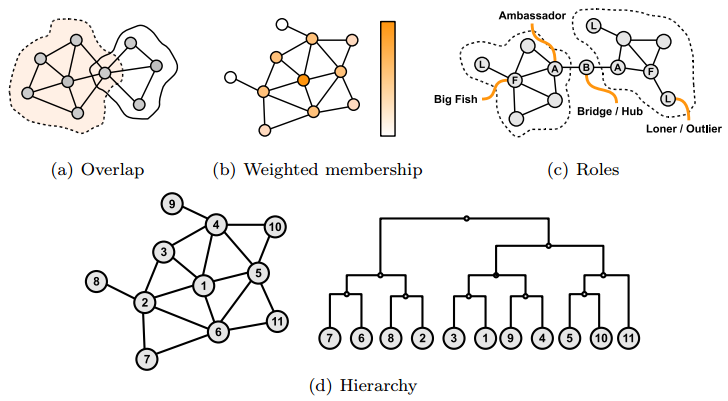 Ambassador
L
L
A
B
A
F
F
L
Big Fish
Bridge / Hub
Loner / Outlier
(a) Overlap
(b) Weighted membership
(c) Roles
9
4
10
3
1
5
8
2
6
11
7
7 6 8 2 3 1 9 4 5 10 11
(d) Hierarchy